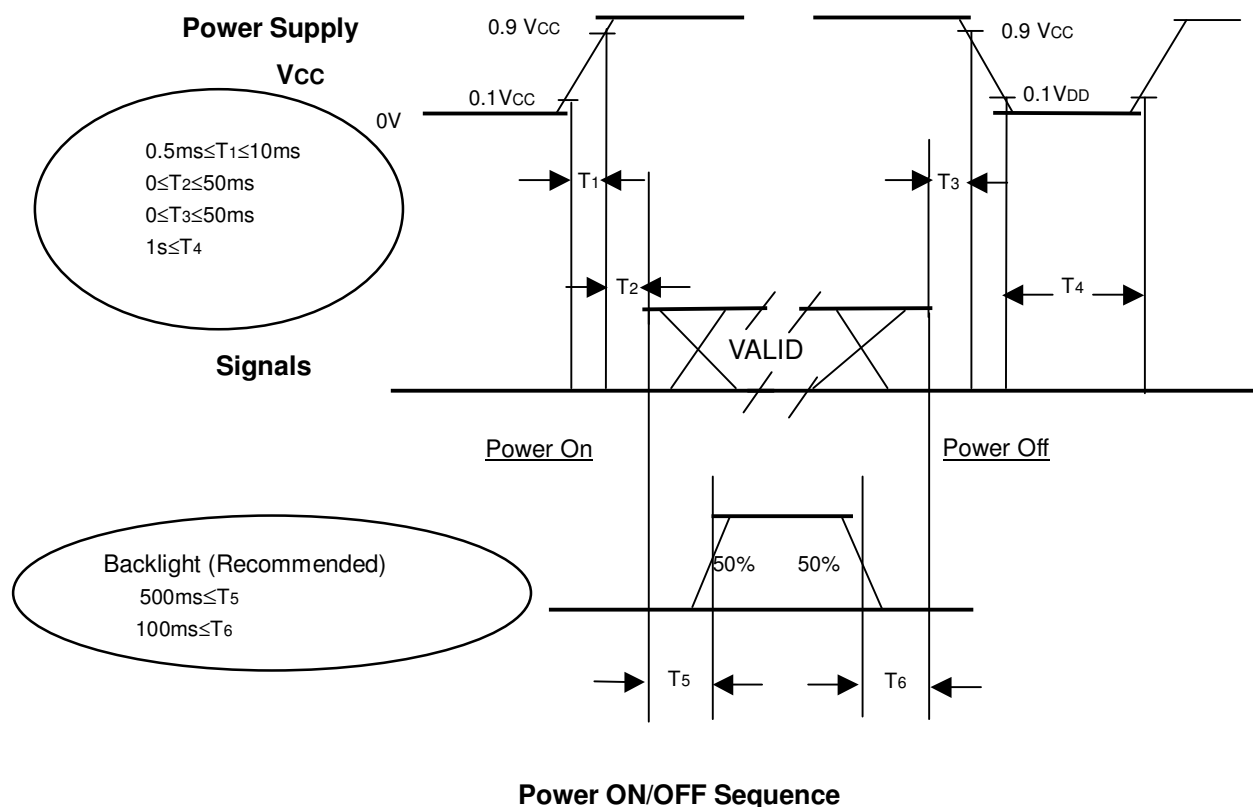 Power Supply
VCC
0.9 VCC
0.1VCC
0V
0.9 VCC
0.1VDD
0.5ms≤T1≤10ms
0≤T2≤50ms
0≤T3≤50ms
1s≤T4
T1
T2
T3
T4
Signals
VALID
Power On
Power Off
Backlight (Recommended)
500ms≤T5
100ms≤T6
50%
50%
T5
T6
Power ON/OFF Sequence